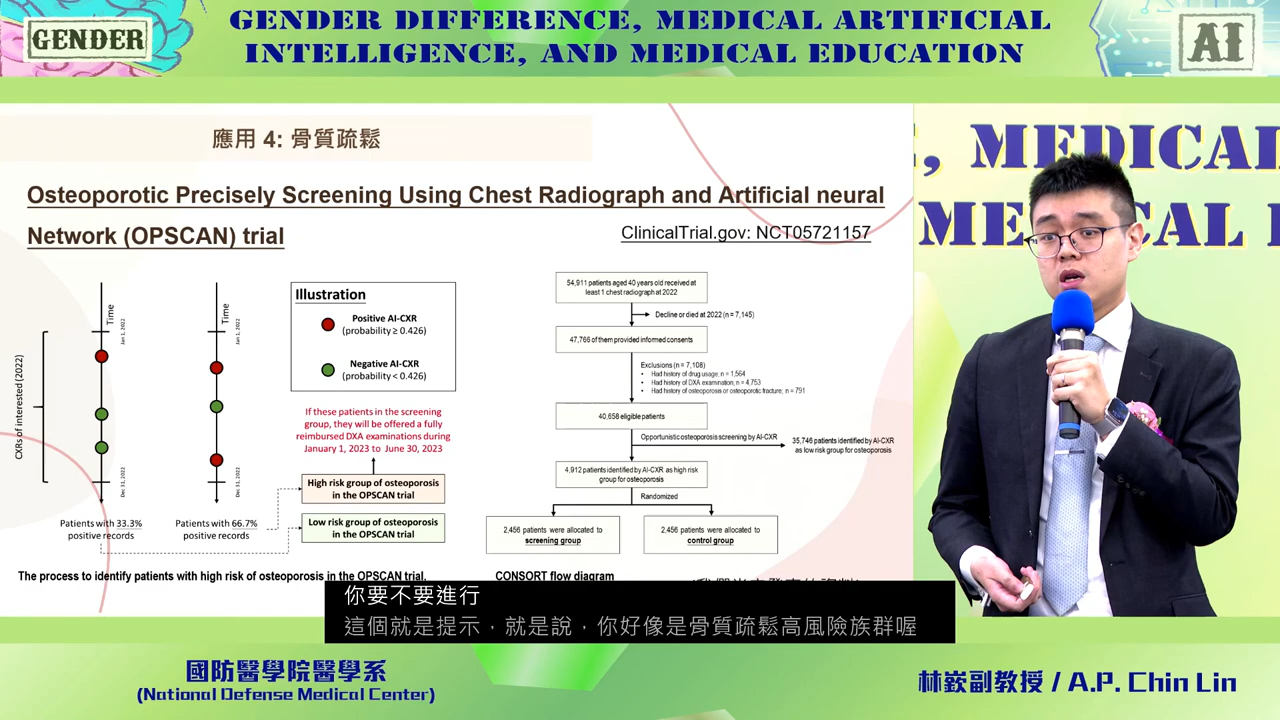 GENDER
GENDER DIFFERENCE, MEDICAL ARTIFICIAL
INTELLIGENCE, AND MEDICAL EDUCATION
AI
應用 4: 骨質疏鬆
Osteoporotic Precisely Screening Using Chest Radiograph and Artificial neural
Network (OPSCAN) trial
ClinicalTrial.gov: NCT05721157
CXRs of interested (2022)
Time
Jan 1, 2022
Dec 31, 2022
Time
Jan 1, 2022
Dec 31, 2022
Patients with 33.3%
positive records
Patients with 66.7%
positive records
Illustration
Positive AI-CXR
(probability ≥ 0.426)
Negative AI-CXR
(probability < 0.426)
If these patients in the screening
group, they will be offered a fully
reimbursed DXA examinations during
January 1, 2023 to June 30, 2023
High risk group of osteoporosis
in the OPSCAN trial
Low risk group of osteoporosis
in the OPSCAN trial
The process to identify patients with high risk of osteoporosis in the OPSCAN trial.
54,911 patients aged 40 years old received at
least 1 chest radiograph at 2022
Decline or died at 2022 (n = 7,145)
47,766 of them provided informed consents
Exclusions (n = 7,108)
• Had history of drug usage, n = 1,564
• Had history of DXA examination; n = 4,753
• Had history of osteoporosis or osteoporotic fracture; n = 791
40,658 eligible patients
Opportunistic osteoporosis screening by AI-CXR
35,746 patients identified by AI-CXR
as low risk group for osteoporosis
4,912 patients identified by AI-CXR as high risk
group for osteoporosis
Randomized
2,456 patients were allocated to
screening group
2,456 patients were allocated to
control group
CONSORT flow diagram
, MEDICAL
MEDICAL E
你要不要進行
這個就是提示，就是說，你好像是骨質疏鬆高風險族群喔
國防醫學院醫學系
(National Defense Medical Center)
林嶔副教授 / A.P. Chin Lin